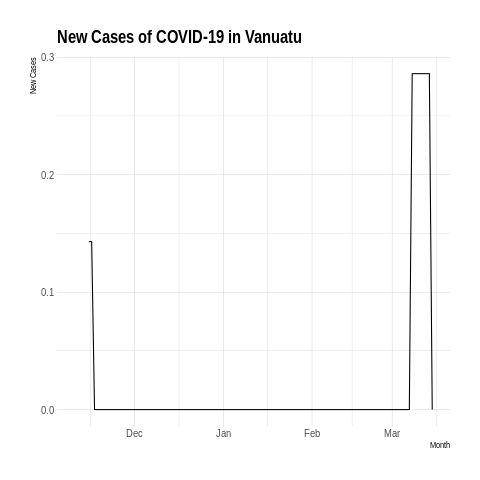 New Cases of COVID-19 in Vanuatu
New Cases
0.3
0.2
0.1
0.0
Dec Jan Feb Mar
Month